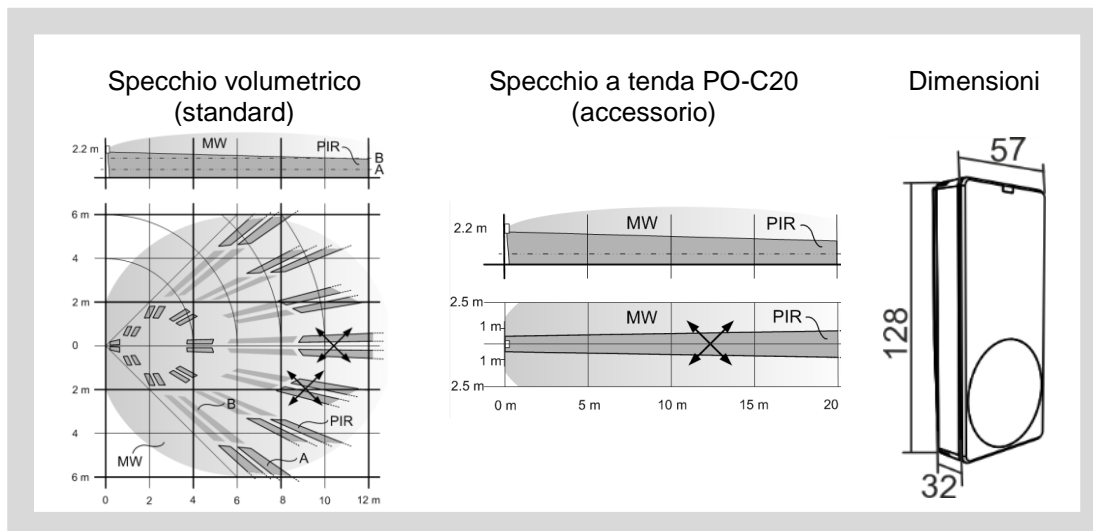 Specchio volumetrico
(standard)
Specchio a tenda PO-C20
(accessorio)
Dimensioni
2.2 m
MW
PIR
B
A
6 m
4
2 m
0
2 m
4
6 m
B
PIR
A
MW
0 2 4 6 8 10 12 m
2.2 m
MW
PIR
2.5 m
1 m
1 m
2.5 m
MW
PIR
0 m 5 m 10 m 15 m 20
57
128
32